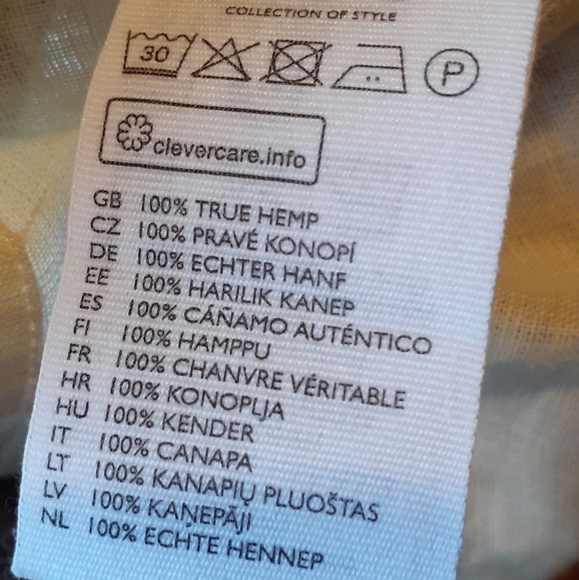 COLLECTION OF STYLE
30
P
clevercare.info
GB 100% TRUE HEMP
CZ 100% PRAVÉ KONOPÍ
DE 100% ECHTER HANF
EE 100% HARILIK KANEP
ES 100% CÁÑAMO AUTÉNTICO
FI 100% HAMPPU
FR 100% CHANVRE VÉRITABLE
HR 100% KONOPLJA
HU 100% KENDER
IT 100% CANAPA
LT 100% KANAPIŲ PLUOŠTAS
LV 100% KAŅEPĀJI
NL 100% ECHTE HENNEP